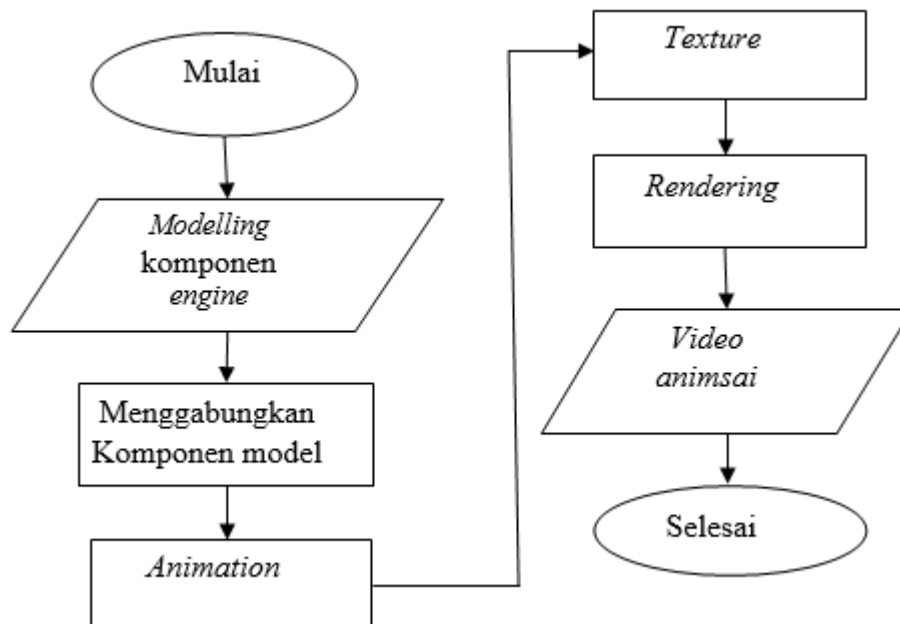 Mulai
Modelling
komponen
engine
Menggabungkan
Komponen model
Animation
Texture
Rendering
Video
animsai
Selesai